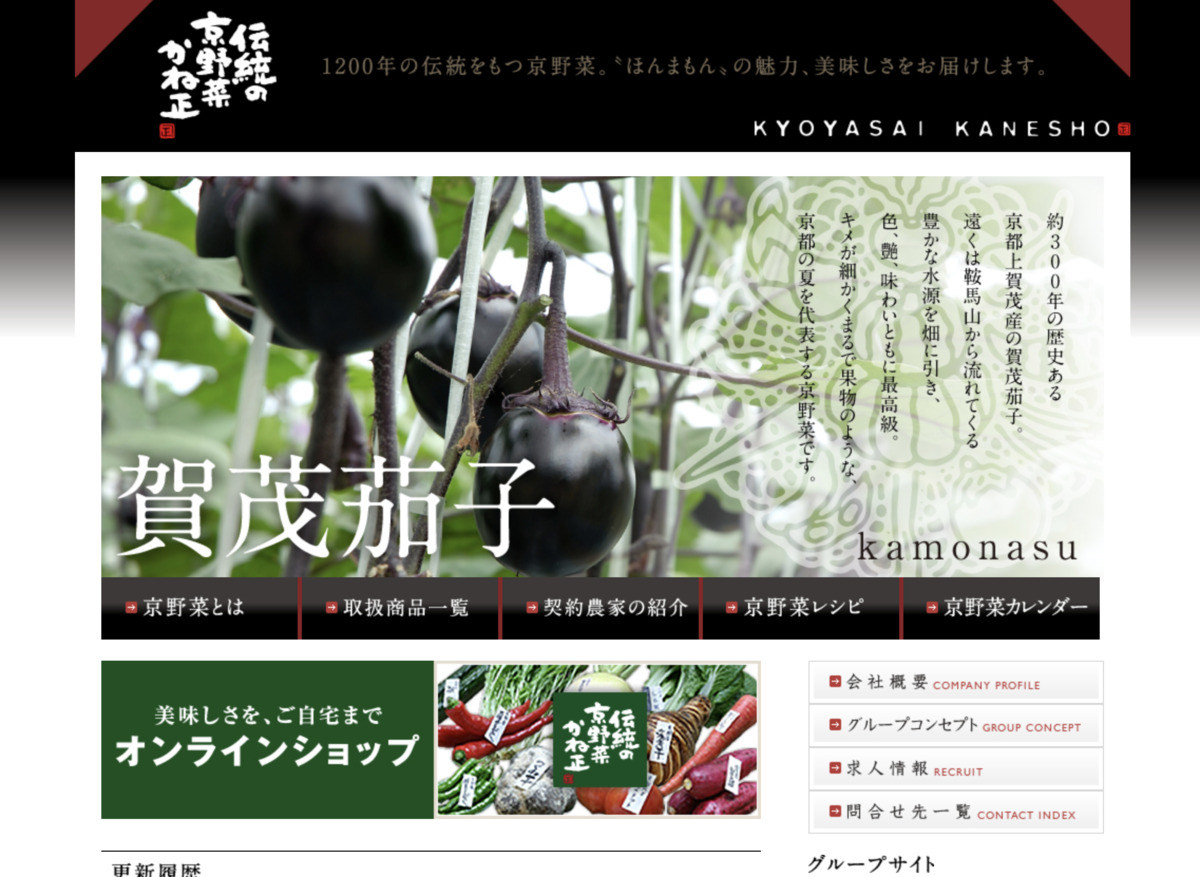 伝統の
京野菜
かね正
正
1200年の伝統をもつ京野菜。〝ほんまもん〟の魅力、美味しさをお届けします。
KYOYASAI KANESHO正
約300年の歴史ある
京都上賀茂産の賀茂茄子。
遠くは鞍馬山から流れてくる
豊かな水源を畑に引き、
色、艶、味わいともに最高級。
キメが細かくまるで果物のような、
京都の夏を代表する京野菜です。
賀茂茄子
kamonasu
京野菜とは
取扱商品一覧
契約農家の紹介
京野菜レシピ
京野菜カレンダー
美味しさを、ご自宅まで
オンラインショップ
伝統の
京野菜
かね正
会社概要 COMPANY PROFILE
グループコンセプト GROUP CONCEPT
求人情報 RECRUIT
問合せ先一覧 CONTACT INDEX
更新履歴
グループサイト